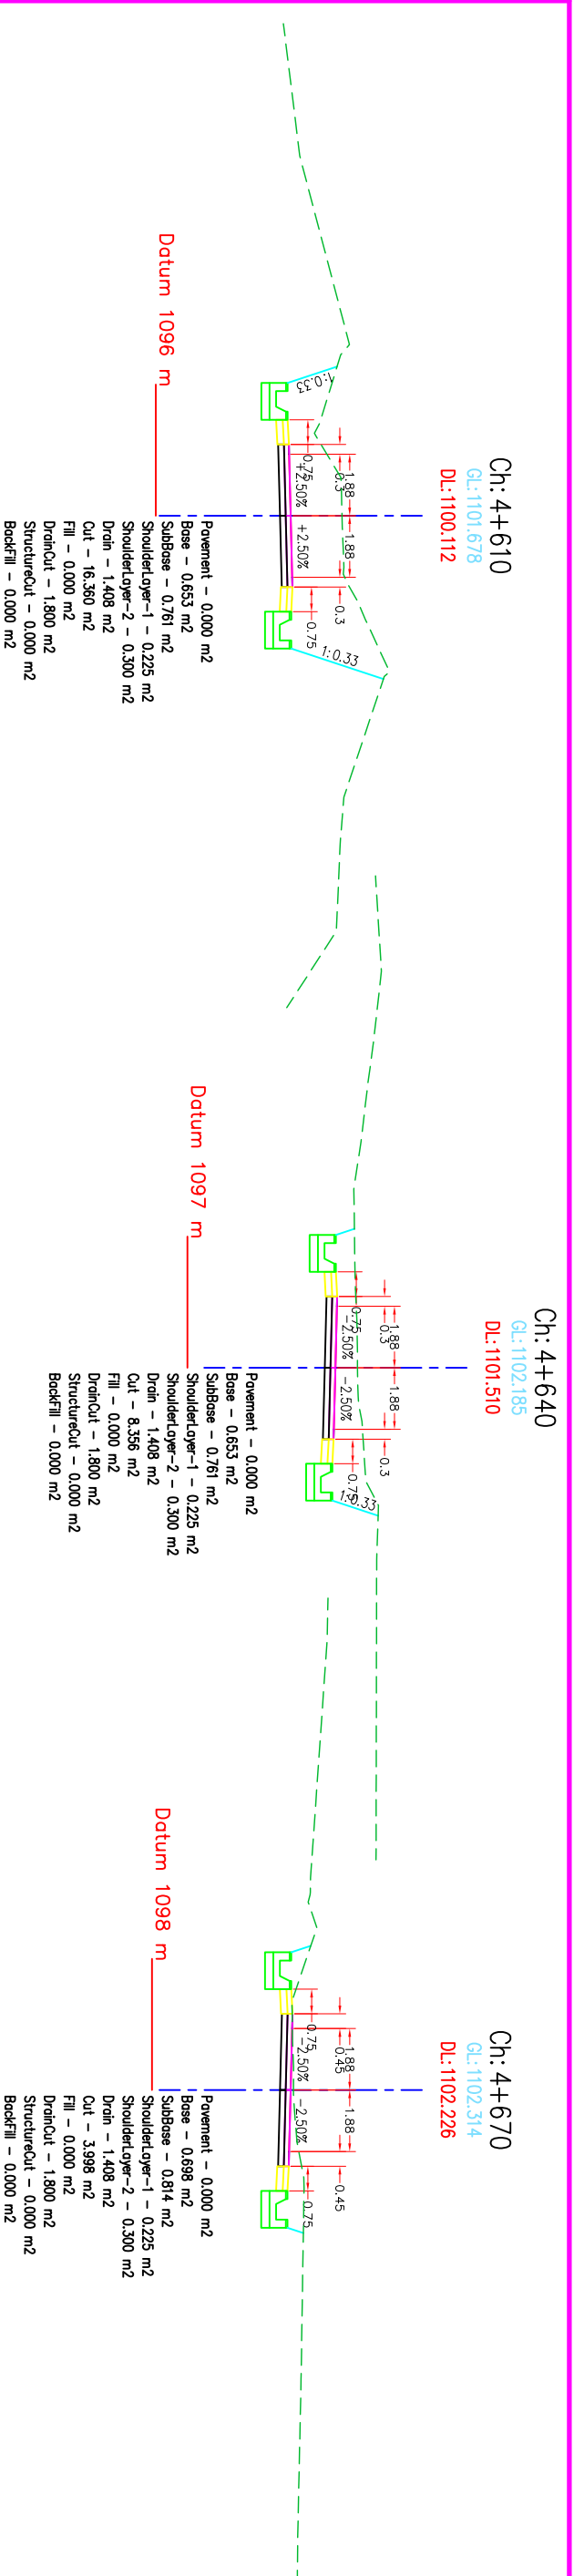 Ch: 4+610
GL:1101.678
DL:1100.112
1.88
1.88
0.3
0.3
0.75
0.75
+2.50%
+2.50%
1:0.33
1:0.33
Datum 1096 m
Pavement - 0.000 m2
Base - 0.653 m2
SubBase - 0.761 m2
ShoulderLayer-1 - 0.225 m2
ShoulderLayer-2 - 0.300 m2
Drain - 1.408 m2
Cut - 16.360 m2
Fill - 0.000 m2
DrainCut - 1.800 m2
StructureCut - 0.000 m2
BackFill - 0.000 m2
Ch: 4+640
GL:1102.185
DL:1101.510
1.88
1.88
0.3
0.3
0.75
0.75
-2.50%
-2.50%
1:0.33
Datum 1097 m
Pavement - 0.000 m2
Base - 0.653 m2
SubBase - 0.761 m2
ShoulderLayer-1 - 0.225 m2
ShoulderLayer-2 - 0.300 m2
Drain - 1.408 m2
Cut - 8.356 m2
Fill - 0.000 m2
DrainCut - 1.800 m2
StructureCut - 0.000 m2
BackFill - 0.000 m2
Ch: 4+670
GL:1102.314
DL:1102.226
1.88
1.88
0.45
0.45
0.75
0.75
-2.50%
-2.50%
Datum 1098 m
Pavement - 0.000 m2
Base - 0.698 m2
SubBase - 0.814 m2
ShoulderLayer-1 - 0.225 m2
ShoulderLayer-2 - 0.300 m2
Drain - 1.408 m2
Cut - 3.998 m2
Fill - 0.000 m2
DrainCut - 1.800 m2
StructureCut - 0.000 m2
BackFill - 0.000 m2